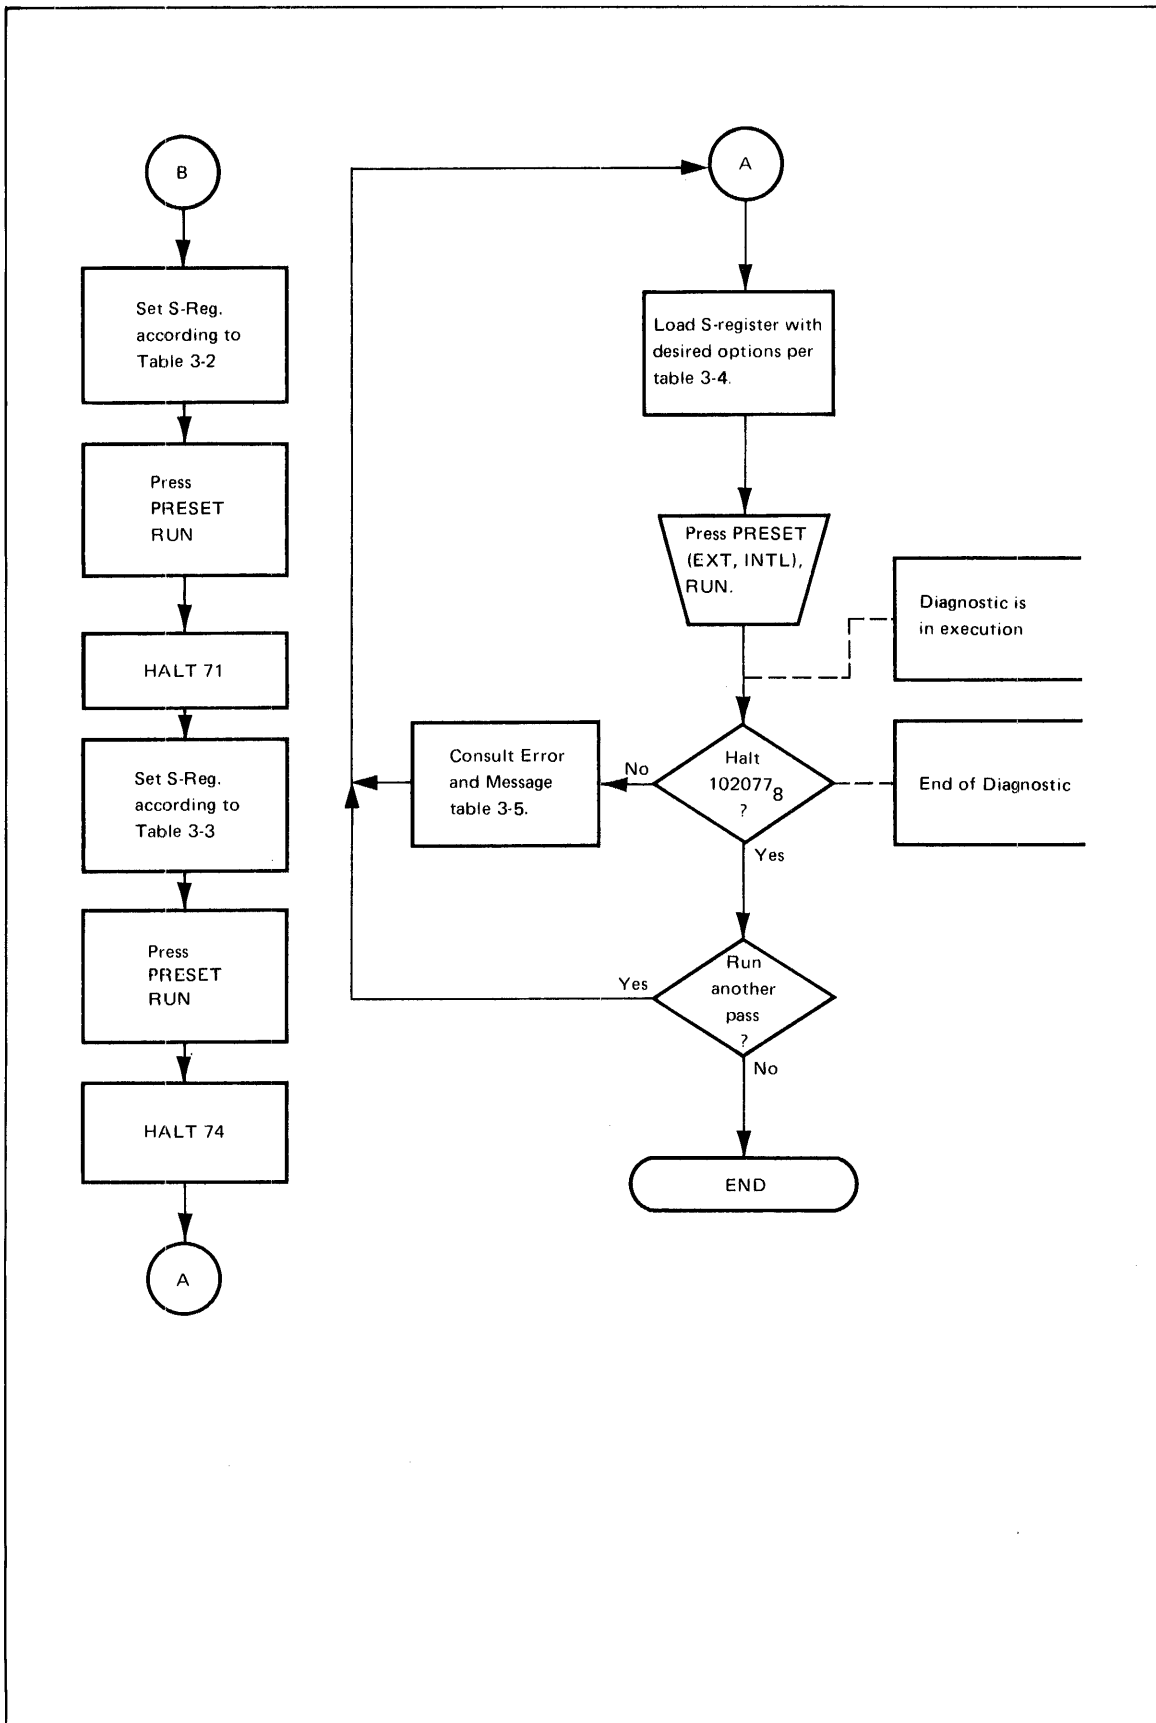 B
Set S-Reg.
according to
Table 3-2
Press
PRESET
RUN
HALT 71
Set S-Reg.
according to
Table 3-3
Press
PRESET
RUN
HALT 74
A
A
Load S-register with
desired options per
table 3-4.
Press PRESET
(EXT, INTL),
RUN.
Diagnostic is
in execution
Halt
102077₈
?
No
Yes
Consult Error
and Message
table 3-5.
End of Diagnostic
Run
another
pass
?
Yes
No
END